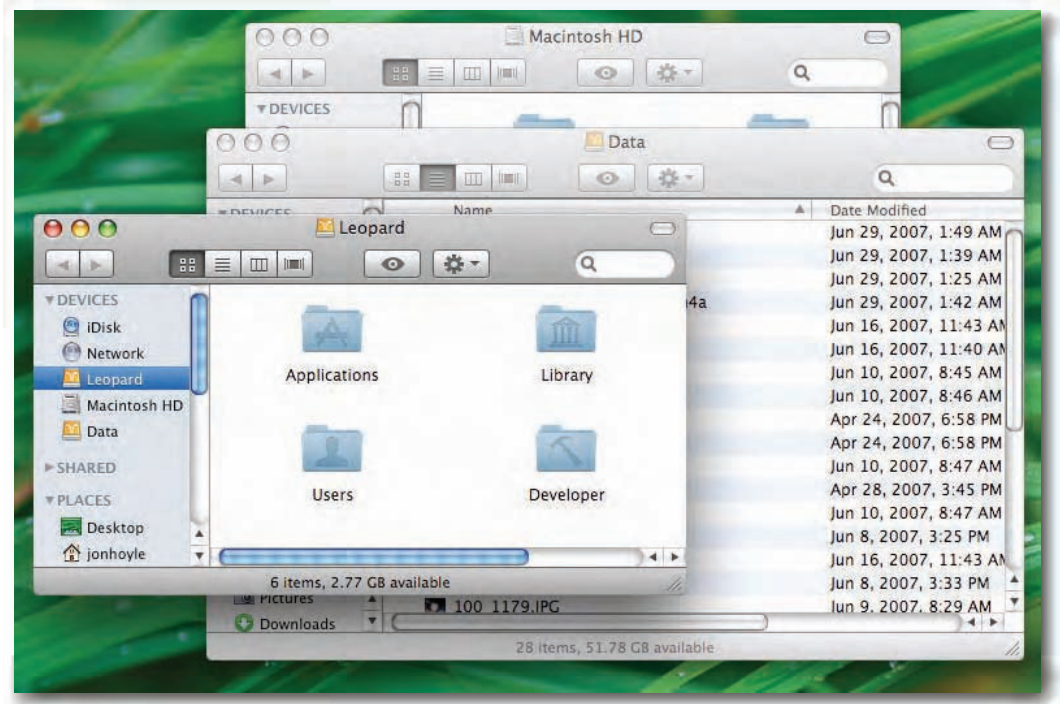 Macintosh HD
DEVICES
Data
Name
Date Modified
Jun 29, 2007, 1:49 AM
Jun 29, 2007, 1:39 AM
Jun 29, 2007, 1:25 AM
Jun 29, 2007, 1:42 AM
Jun 16, 2007, 11:43 AM
Jun 16, 2007, 11:40 AM
Jun 10, 2007, 8:45 AM
Jun 10, 2007, 8:46 AM
Apr 24, 2007, 6:58 PM
Apr 24, 2007, 6:58 PM
Jun 10, 2007, 8:47 AM
Apr 28, 2007, 3:45 PM
Jun 10, 2007, 8:47 AM
Jun 8, 2007, 3:25 PM
Jun 16, 2007, 11:43 AM
Jun 8, 2007, 3:33 PM
Jun 9, 2007, 8:29 AM
Pictures
100_1179.JPG
Downloads
28 items, 51.78 GB available
Leopard
DEVICES
iDisk
Network
Leopard
Macintosh HD
Data
SHARED
PLACES
Desktop
jonhoyle
Applications
Library
Users
Developer
6 items, 2.77 GB available